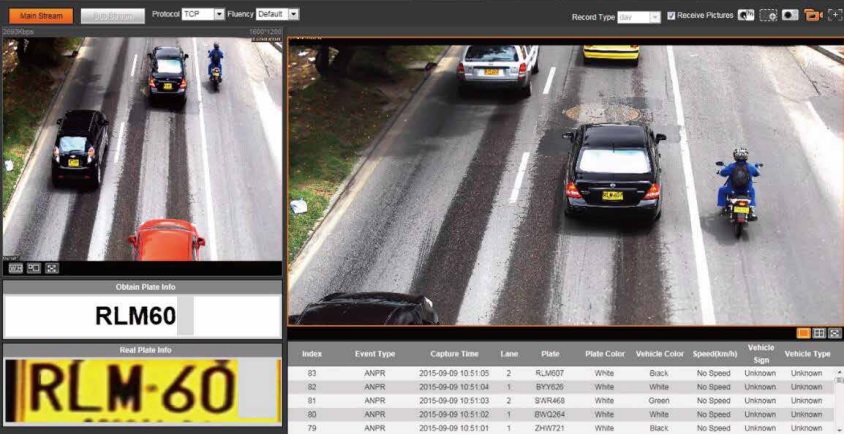 Main Stream Sub Stream Protocol TCP Fluency Default Record Type day Receive Pictures
2693Kbps 1600*1200
Obtain Plate Info
RLM60
Real Plate Info
RLM-60
Index Event Type Capture Time Lane Plate Plate Color Vehicle Color Speed(km/h) Vehicle Sign Vehicle Type
83 ANPR 2015-09-09 10:51:05 2 RLM607 White Black No Speed Unknown Unknown
82 ANPR 2015-09-09 10:51:04 1 BYY626 White White No Speed Unknown Unknown
81 ANPR 2015-09-09 10:51:03 2 SWR468 White Green No Speed Unknown Unknown
80 ANPR 2015-09-09 10:51:02 1 BWQ264 White White No Speed Unknown Unknown
79 ANPR 2015-09-09 10:51:01 1 ZHW721 White Black No Speed Unknown Unknown